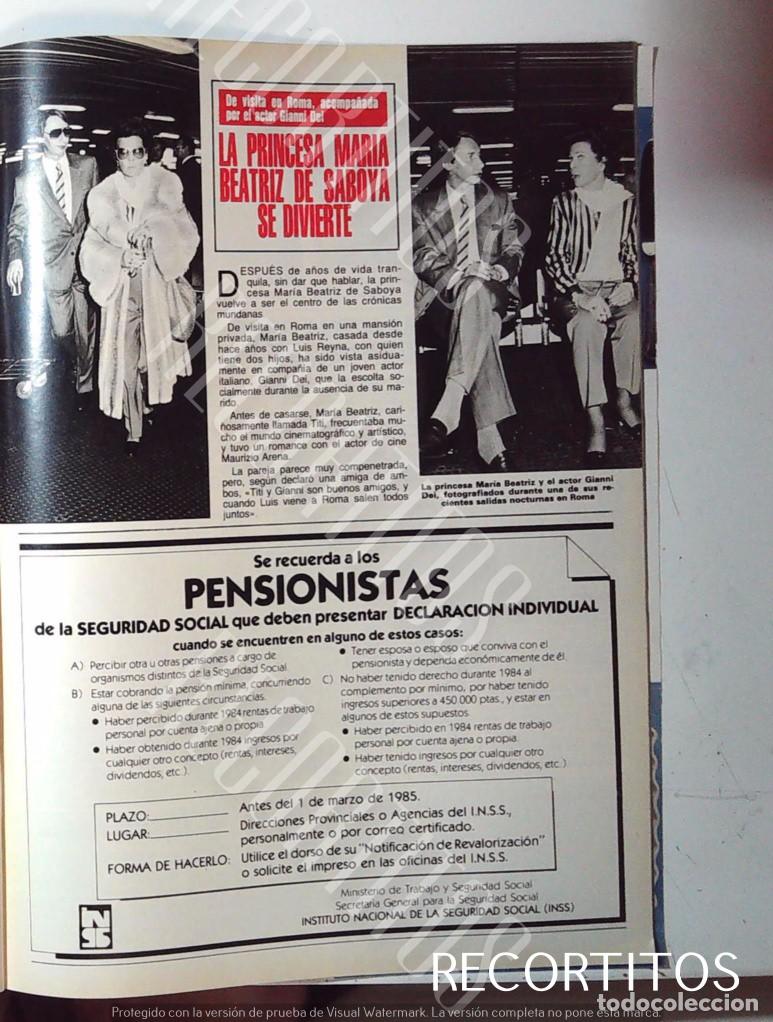 De visita en Roma, acompañada
por el actor Gianni Dei
LA PRINCESA MARIA
BEATRIZ DE SABOYA
SE DIVIERTE
DESPUÉS de años de vida tran-
quila, sin dar que hablar, la prin-
cesa María Beatriz de Saboya
vuelve a ser el centro de las crónicas
mundanas.
De visita en Roma en una mansión
privada, María Beatriz, casada desde
hace años con Luis Reyna, con quien
tiene dos hijos, ha sido vista asidua-
mente en compañía de un joven actor
italiano, Gianni Dei, que la escolta so-
cialmente durante la ausencia de su ma-
rido.
Antes de casarse, María Beatriz, cari-
ñosamente llamada Titi, frecuentaba mu-
cho el mundo cinematográfico y artístico,
y tuvo un romance con el actor de cine
Maurizio Arena.
La pareja parece muy compenetrada,
pero, según declaró una amiga de am-
bos, «Titi y Gianni son buenos amigos, y
cuando Luis viene a Roma salen todos
juntos».
La princesa María Beatriz y el actor Gianni
Dei, fotografiados durante una de sus re-
cientes salidas nocturnas en Roma
Se recuerda a los
PENSIONISTAS
de la SEGURIDAD SOCIAL que deben presentar DECLARACION INDIVIDUAL
cuando se encuentren en alguno de estos casos:
A) Percibir otra u otras pensiones a cargo de
organismos distintos de la Seguridad Social.
B) Estar cobrando la pensión mínima, concurriendo
alguna de las siguientes circunstancias.
● Haber percibido durante 1984 rentas de trabajo
personal por cuenta ajena o propia.
● Haber obtenido durante 1984 ingresos por
cualquier otro concepto (rentas, intereses,
dividendos, etc.).
● Tener esposa o esposo que conviva con el
pensionista y dependa económicamente de él.
C) No haber tenido derecho durante 1984 al
complemento por mínimo, por haber tenido
ingresos superiores a 450.000 ptas., y estar en
algunos de estos supuestos.
● Haber percibido en 1984 rentas de trabajo
personal por cuenta ajena o propia.
● Haber tenido ingresos por cualquier otro
concepto (rentas, intereses, dividendos, etc.)
PLAZO: Antes del 1 de marzo de 1985.
LUGAR: Direcciones Provinciales o Agencias del I.N.S.S.,
personalmente o por correo certificado.
FORMA DE HACERLO: Utilice el dorso de su "Notificación de Revalorización"
o solicite el impreso en las oficinas del I.N.S.S.
Ministerio de Trabajo y Seguridad Social
Secretaría General para la Seguridad Social
INSTITUTO NACIONAL DE LA SEGURIDAD SOCIAL (INSS)
RECORTITOS
todocoleccion
Protegido con la versión de prueba de Visual Watermark. La versión completa no pone esta marca.